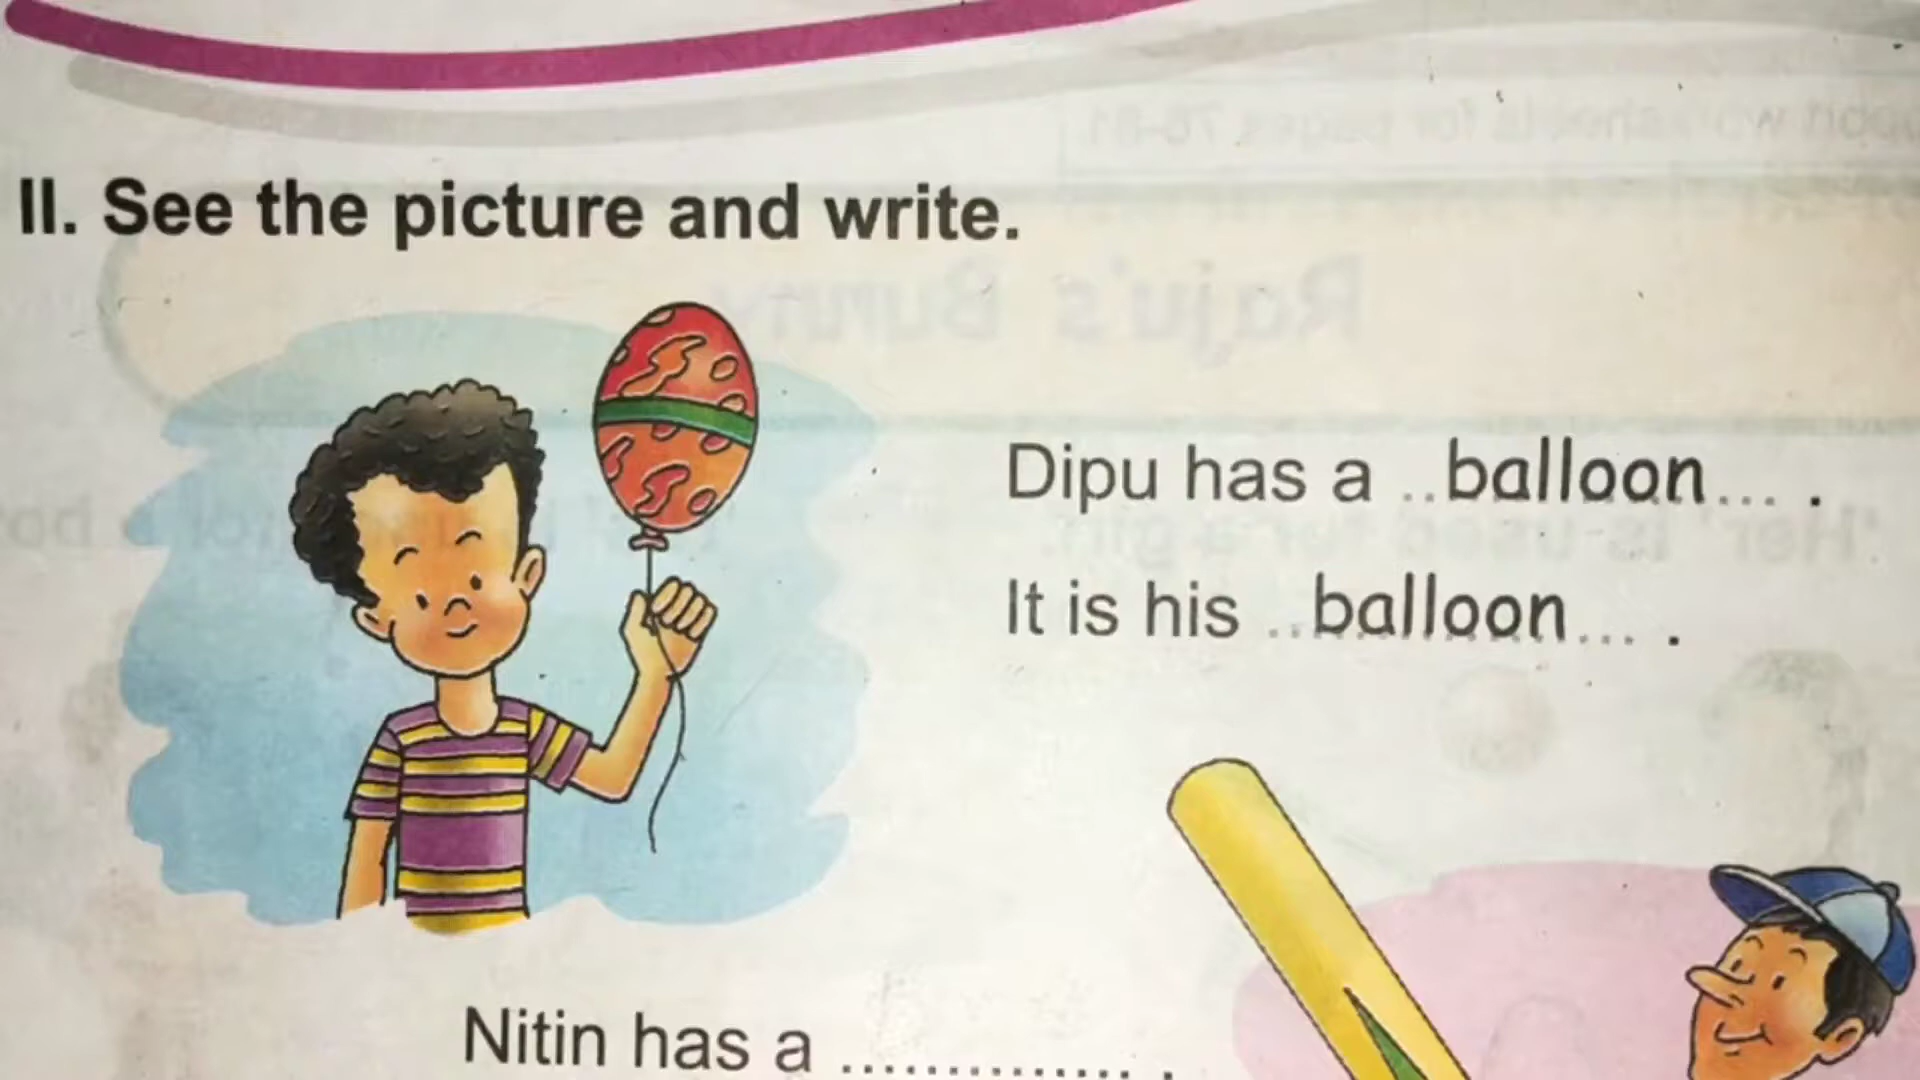 II. See the picture and write.
Dipu has a ..balloon... .
It is his ..balloon... .
Nitin has a .............. .